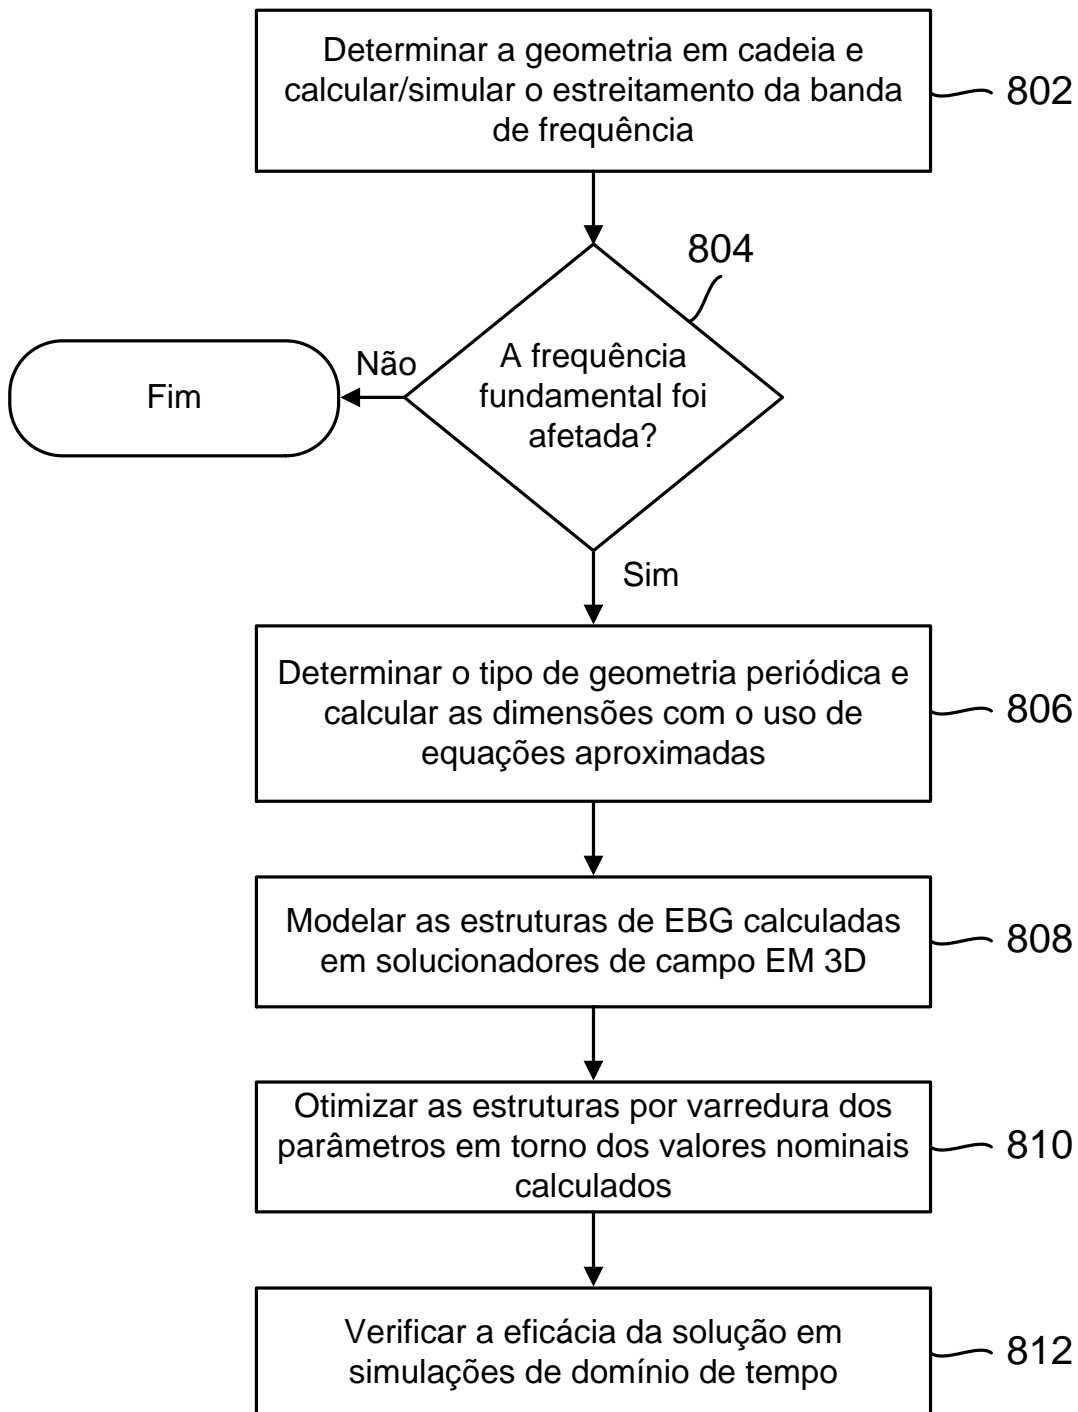 Determinar a geometria em cadeia e
calcular/simular o estreitamento da banda
de frequência
802
804
A frequência
fundamental foi
afetada?
Não
Fim
Sim
Determinar o tipo de geometria periódica e
calcular as dimensões com o uso de
equações aproximadas
806
Modelar as estruturas de EBG calculadas
em solucionadores de campo EM 3D
808
Otimizar as estruturas por varredura dos
parâmetros em torno dos valores nominais
calculados
810
Verificar a eficácia da solução em
simulações de domínio de tempo
812